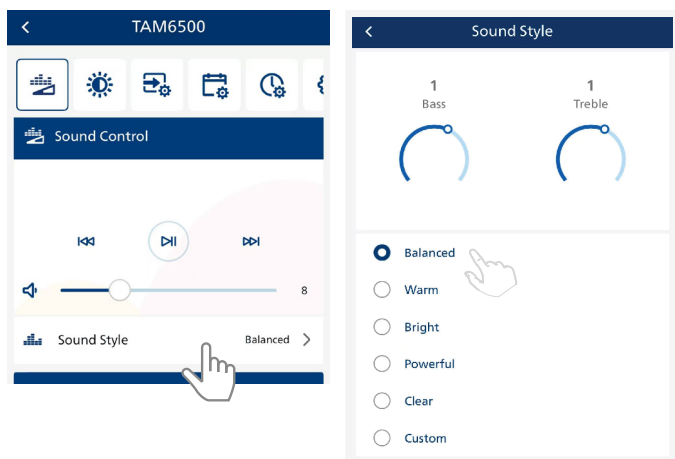 TAM6500
Sound Control
8
Sound Style
Balanced
Sound Style
1
Bass
1
Treble
Balanced
Warm
Bright
Powerful
Clear
Custom